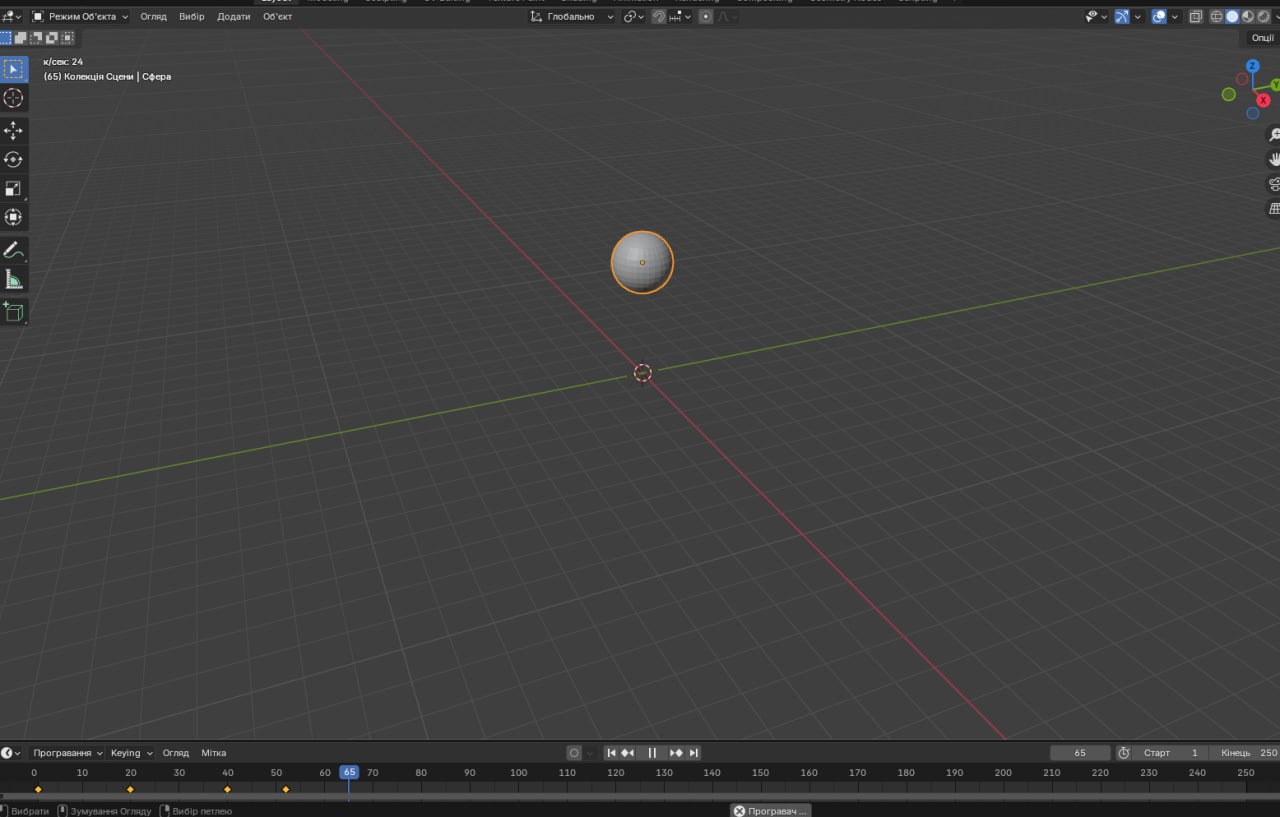 Режим Об'єкта Огляд Вибір Додати Об'єкт Глобально
Опції
к/сек: 24
(65) Колекція Сцени | Сфера
Z
Y
X
Програвання Keying Огляд Мітка 65 Старт 1 Кінець 250
0 10 20 30 40 52 60 65 70 80 90 100 110 120 130 140 150 160 170 180 190 200 210 220 230 240 250
Вибрати Зумування Огляду Вибір петлею Програвач ...